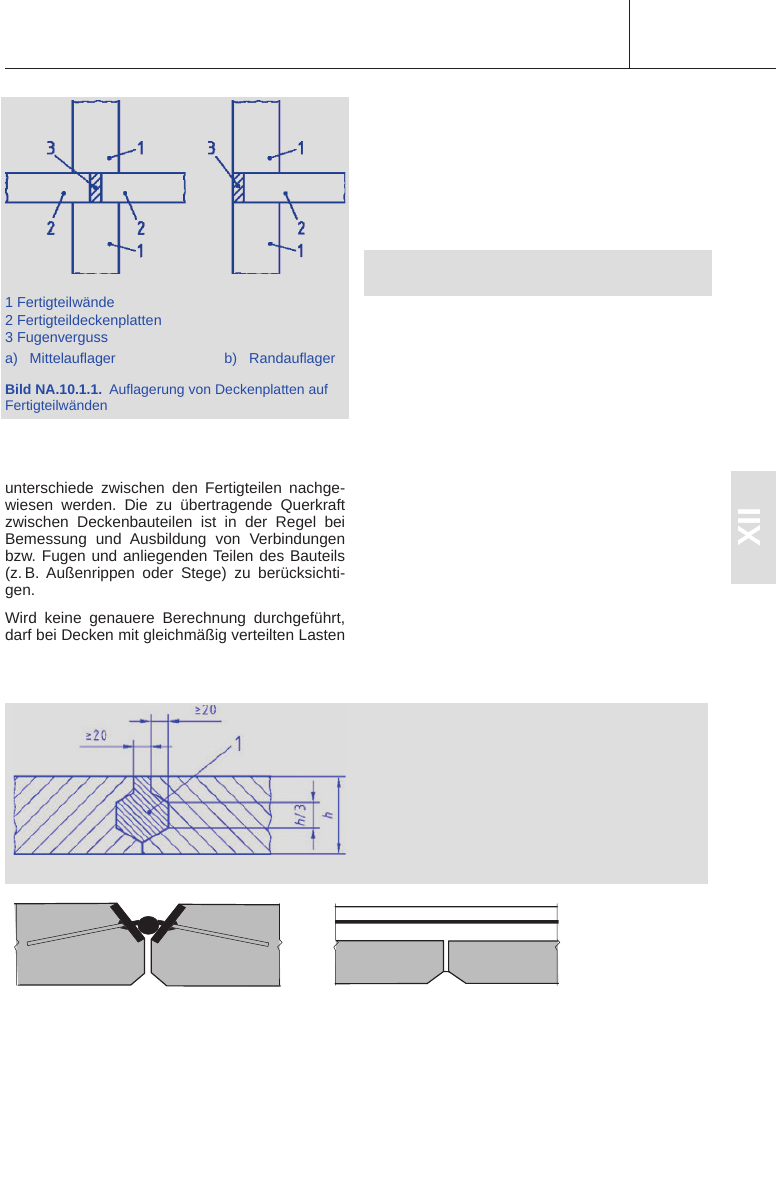 3
1
3
1
2
2
1
2
1
1 Fertigteilwände
2 Fertigteildeckenplatten
3 Fugenverguss
a) Mittelauflager
b) Randauflager
Bild NA.10.1.1. Auflagerung von Deckenplatten auf
Fertigteilwänden
unterschiede zwischen den Fertigteilen nachge-
wiesen werden. Die zu übertragende Querkraft
zwischen Deckenbauteilen ist in der Regel bei
Bemessung und Ausbildung von Verbindungen
bzw. Fugen und anliegenden Teilen des Bauteils
(z. B. Außenrippen oder Stege) zu berücksichti-
gen.
Wird keine genauere Berechnung durchgeführt,
darf bei Decken mit gleichmäßig verteilten Lasten
XII
≥20
≥20
1
h/3
h